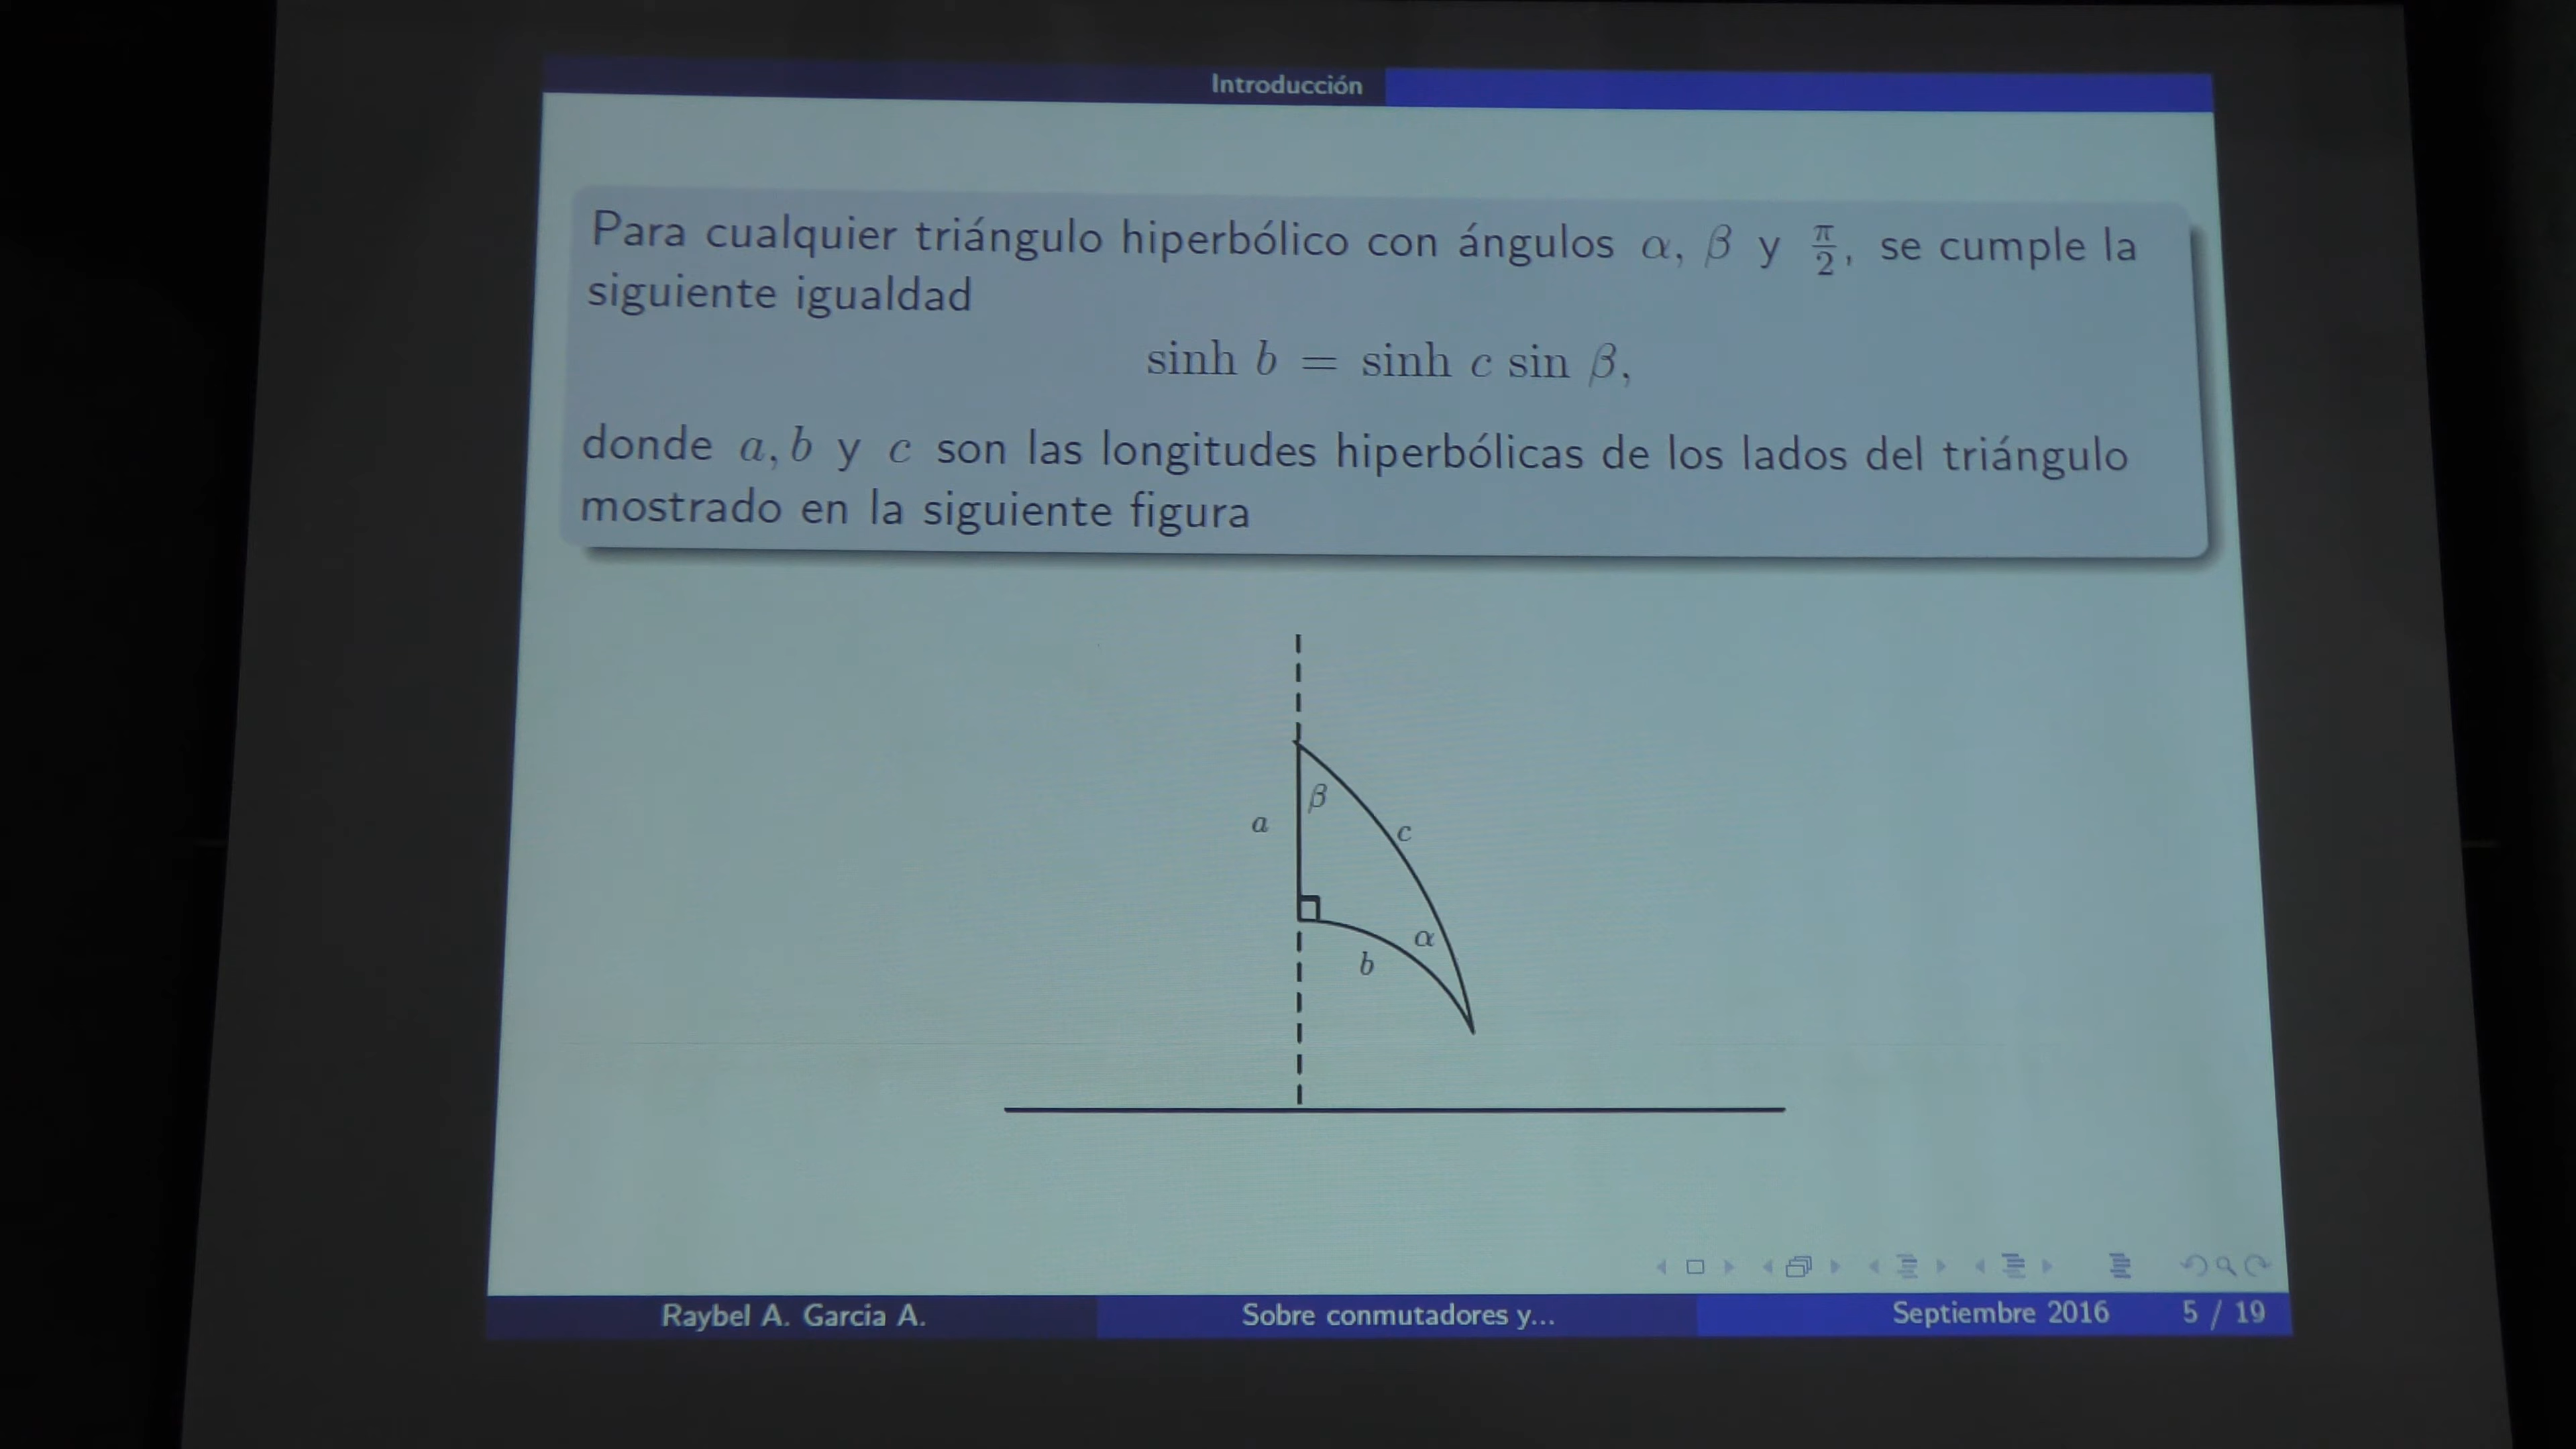 Introducción
Para cualquier triángulo hiperbólico con ángulos α, β y π/2, se cumple la
siguiente igualdad
sinh b = sinh c sin β,
donde a, b y c son las longitudes hiperbólicas de los lados del triángulo
mostrado en la siguiente figura
β
a
c
α
b
Raybel A. Garcia A. Sobre conmutadores y... Septiembre 2016 5 / 19